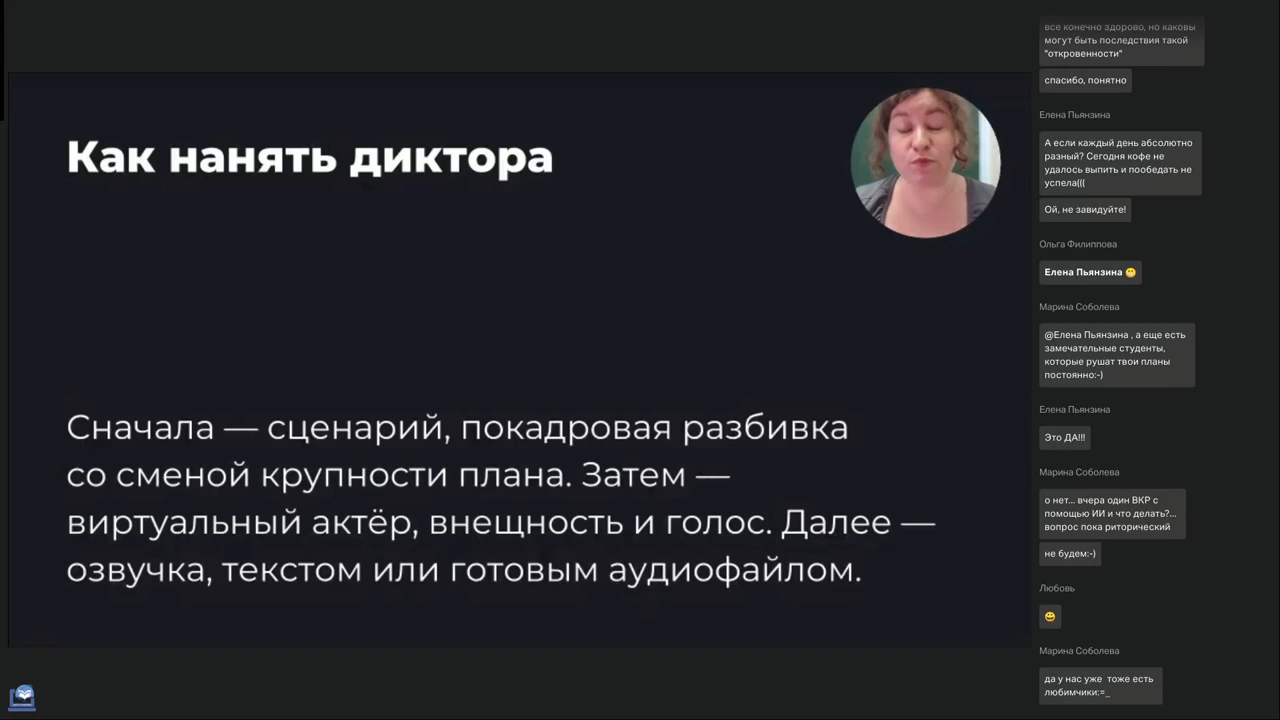 Как нанять диктора
Сначала — сценарий, покадровая разбивка
со сменой крупности плана. Затем —
виртуальный актёр, внещность и голос. Далее —
озвучка, текстом или готовым аудиофайлом.
все конечно здорово, но каковы
могут быть последствия такой
"откровенности"
спасибо, понятно
Елена Пьянзина
А если каждый день абсолютно
разный? Сегодня кофе не
удалось выпить и пообедать не
успела(((
Ой, не завидуйте!
Ольга Филиппова
Елена Пьянзина 😬
Марина Соболева
@Елена Пьянзина , а еще есть
замечательные студенты,
которые рушат твои планы
постоянно:-)
Елена Пьянзина
Это ДА!!!
Марина Соболева
о нет... вчера один ВКР с
помощью ИИ и что делать?...
вопрос пока риторический
не будем:-)
Любовь
😀
Марина Соболева
да у нас уже  тоже есть
любимчики:=_